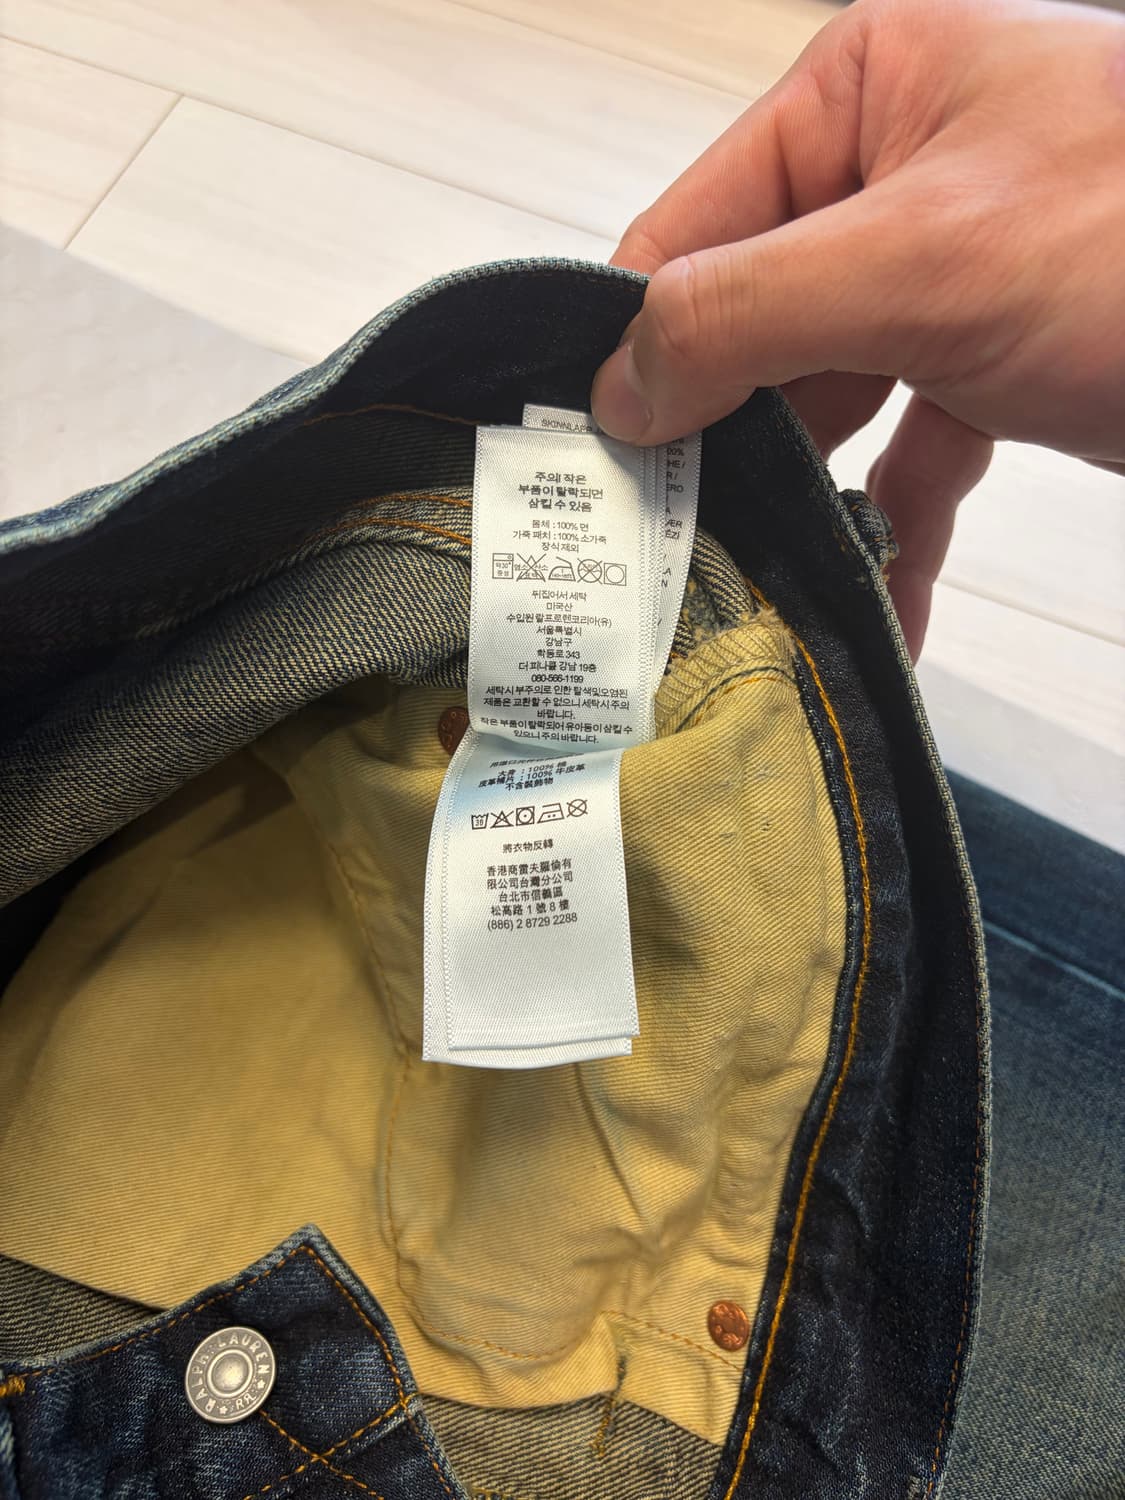 주의! 작은
부품이 탈락되면
삼킬 수 있음
몸체 : 100% 면
가죽 패치 : 100% 소가죽
장식 제외
약30°
중성
뒤집어서 세탁
미국산
수입원 랄프로렌코리아(유)
서울특별시
강남구
학동로 343
더 피나클 강남 19층
080-566-1199
세탁시 부주의로 인한 탈색및오염된
제품은 교환할 수 없으니 세탁시 주의
바랍니다.
작은 부품이 탈락되어 유아동이 삼킬 수
있으니 주의 바랍니다.
大身 : 100% 棉
皮革補片 : 100% 牛皮革
不含裝飾物
30
將衣物反轉
香港商雷夫羅倫有
限公司台灣分公司
台北市信義區
松高路 1 號 8 樓
(886) 2 8729 2288
RALPH LAUREN
RRL